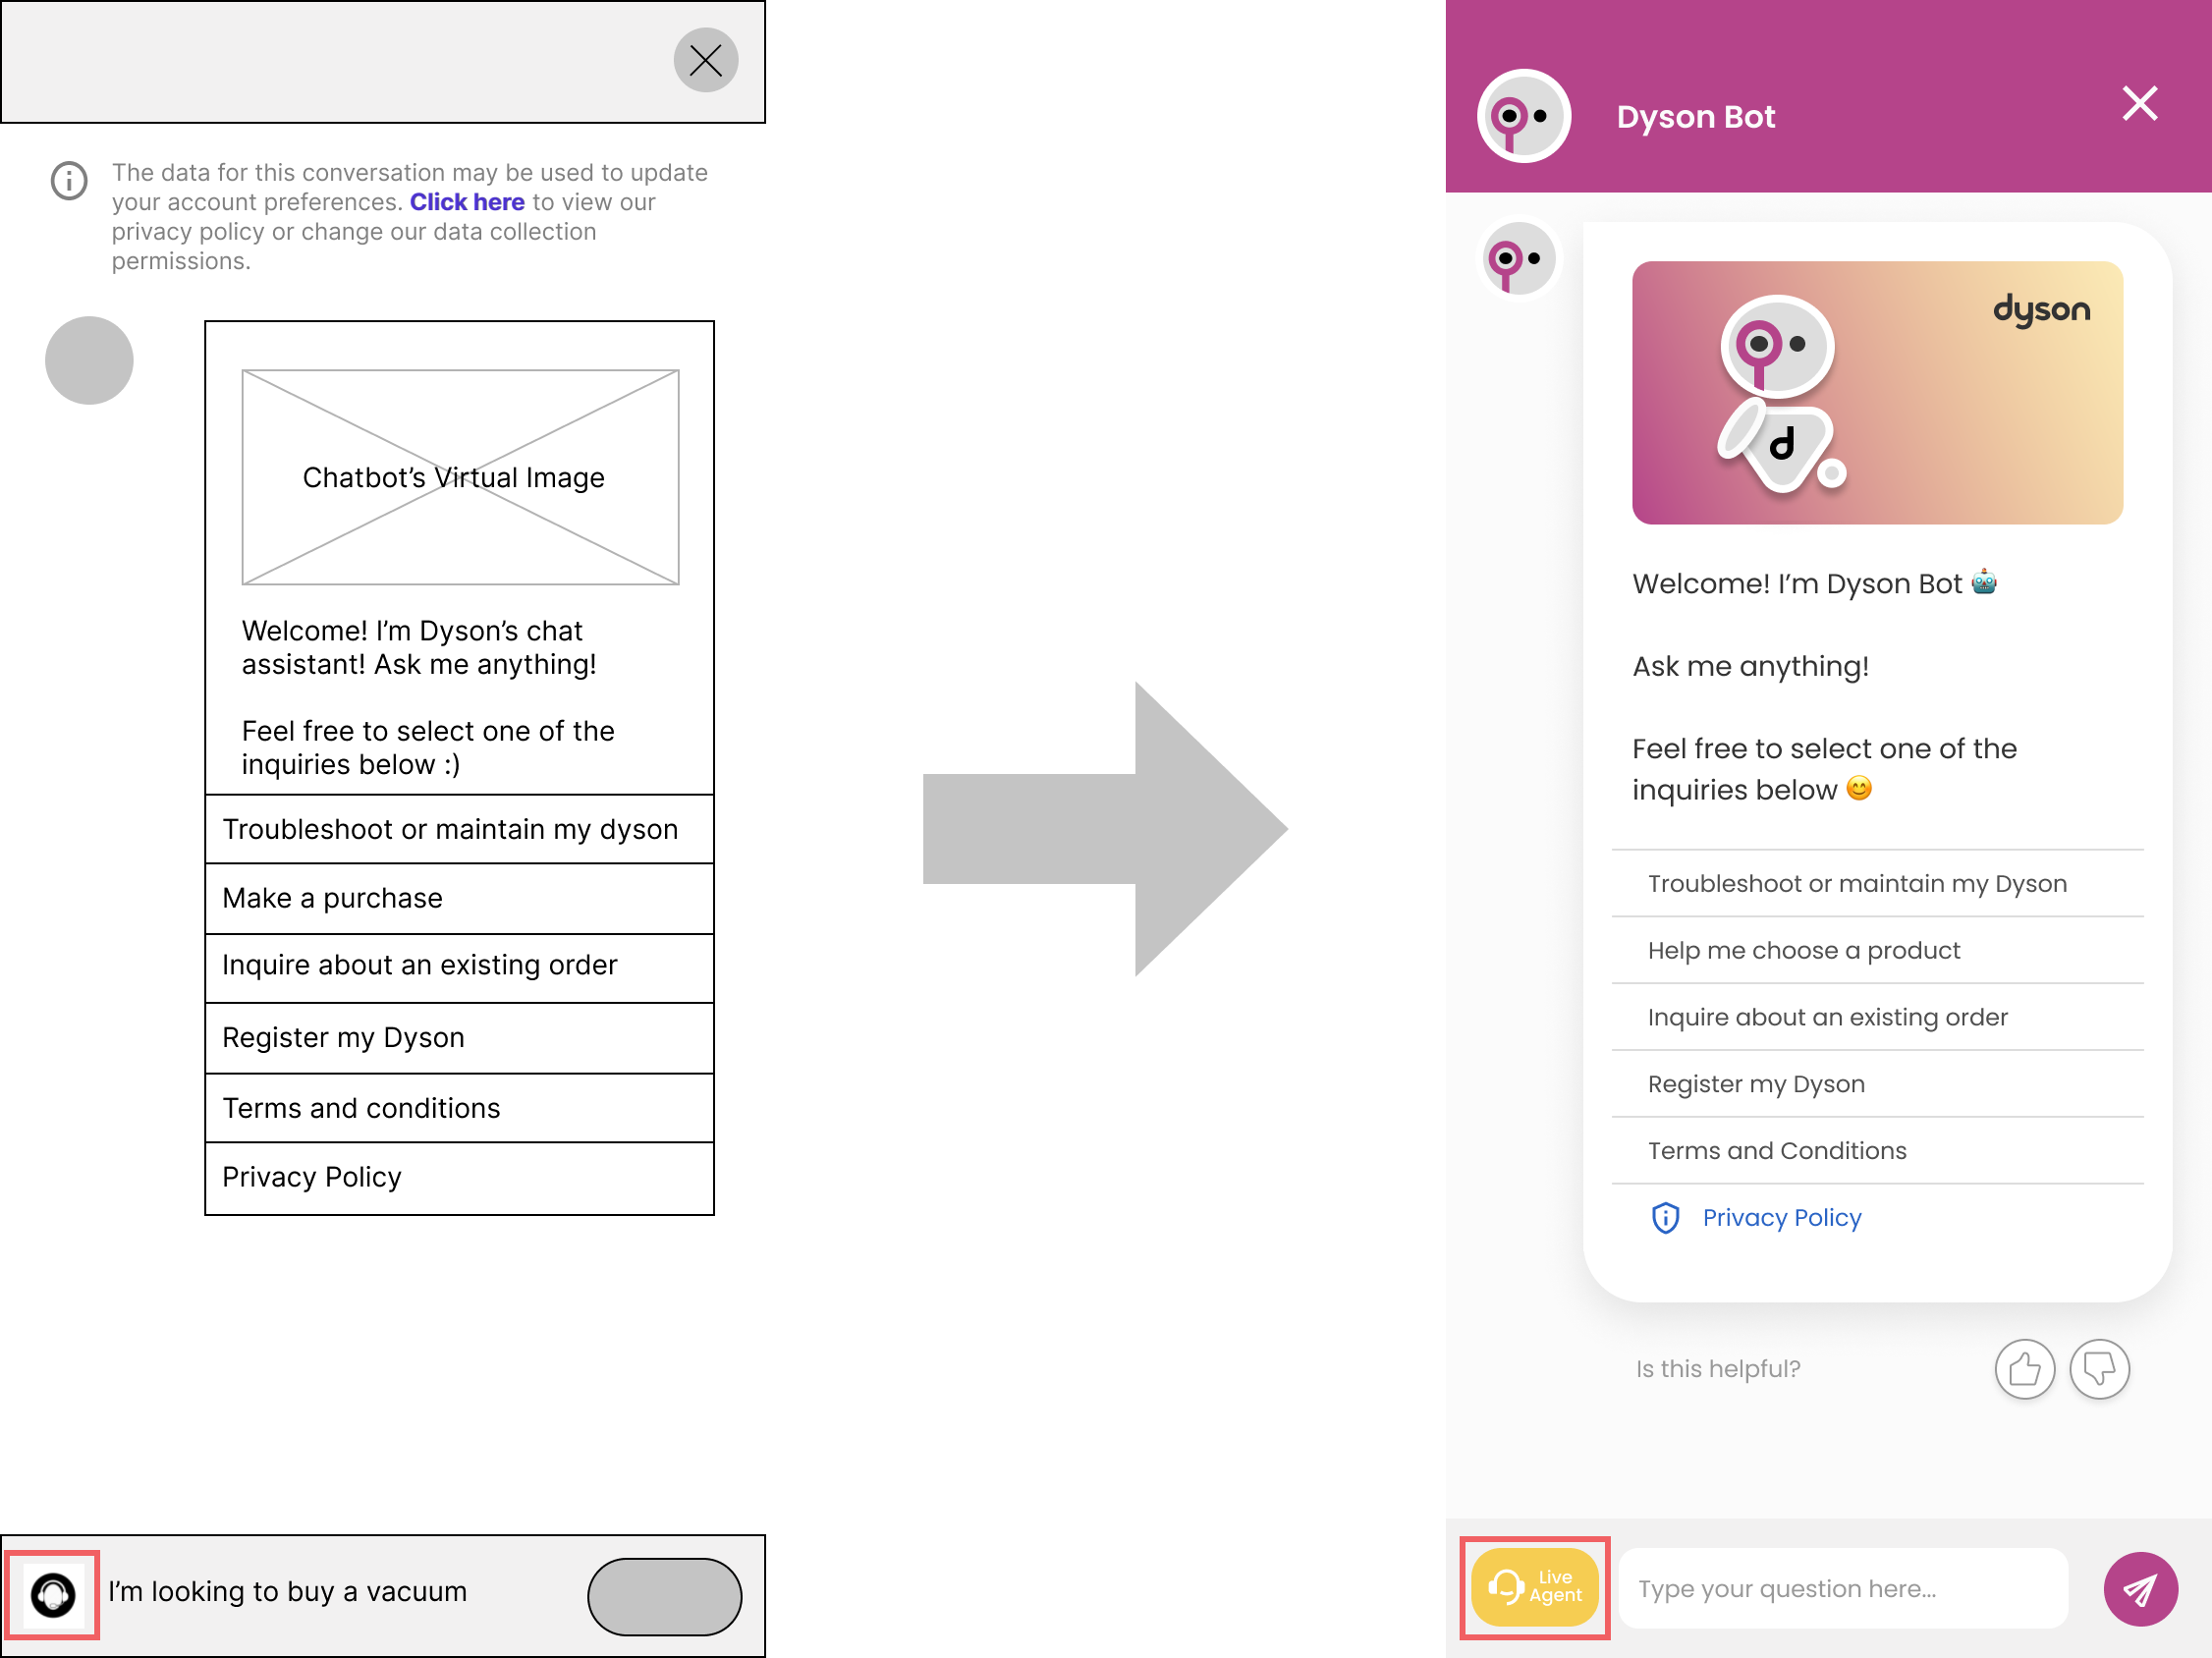 The data for this conversation may be used to update
your account preferences. Click here to view our
privacy policy or change our data collection
permissions.
Chatbot’s Virtual Image
Welcome! I’m Dyson’s chat
assistant! Ask me anything!
Feel free to select one of the
inquiries below :)
Troubleshoot or maintain my dyson
Make a purchase
Inquire about an existing order
Register my Dyson
Terms and conditions
Privacy Policy
I’m looking to buy a vacuum
Dyson Bot
dyson
d
Welcome! I’m Dyson Bot 🤖
Ask me anything!
Feel free to select one of the
inquiries below 😊
Troubleshoot or maintain my Dyson
Help me choose a product
Inquire about an existing order
Register my Dyson
Terms and Conditions
Privacy Policy
Is this helpful?
Live
Agent
Type your question here...